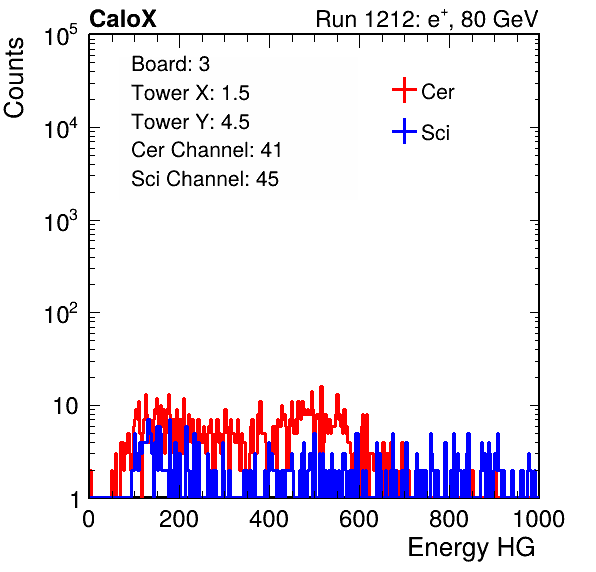 CaloX Run 1212: e⁺, 80 GeV
Counts
10⁵
10⁴
10³
10²
10
1
Board: 3
Tower X: 1.5
Tower Y: 4.5
Cer Channel: 41
Sci Channel: 45
Cer
Sci
0 200 400 600 800 1000
Energy HG